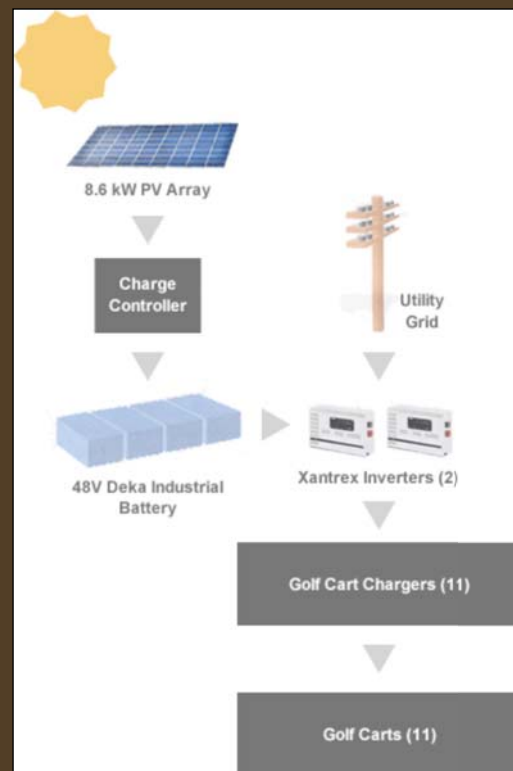 8.6 kW PV Array
Charge
Controller
Utility
Grid
48V Deka Industrial
Battery
Xantrex Inverters (2)
Golf Cart Chargers (11)
Golf Carts (11)